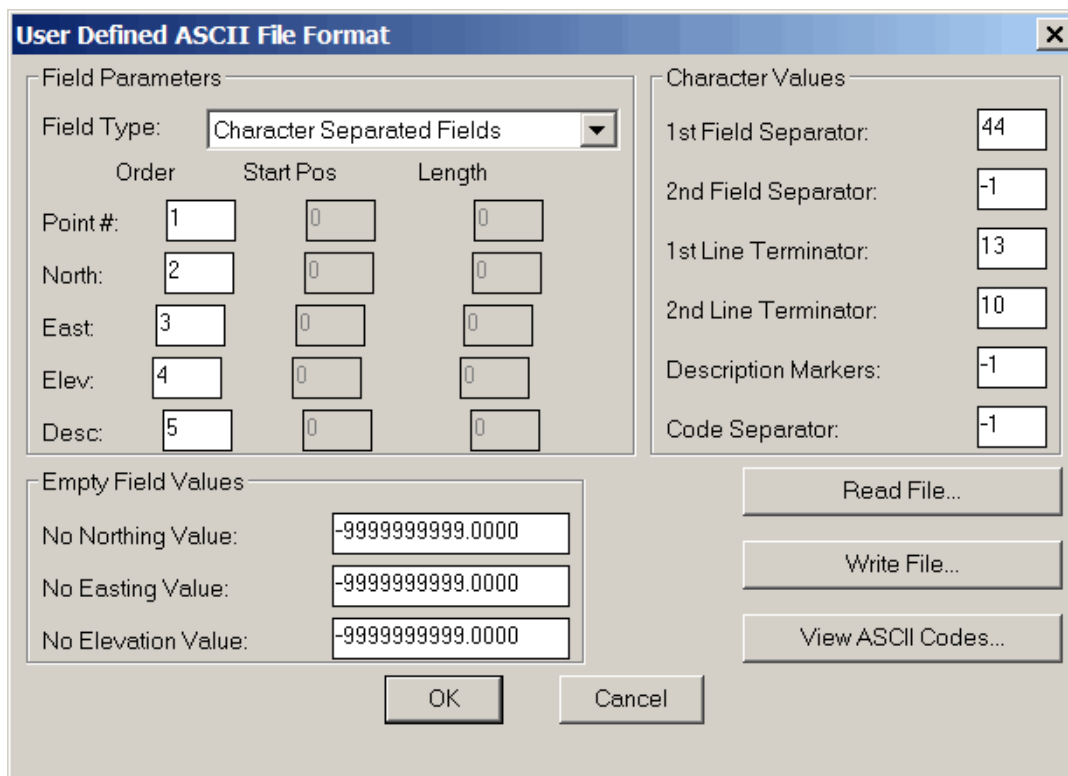 User Defined ASCII File Format
Field Parameters
Field Type: Character Separated Fields
Order Start Pos Length
Point #: 1 0 0
North: 2 0 0
East: 3 0 0
Elev: 4 0 0
Desc: 5 0 0
Character Values
1st Field Separator: 44
2nd Field Separator: -1
1st Line Terminator: 13
2nd Line Terminator: 10
Description Markers: -1
Code Separator: -1
Empty Field Values
No Northing Value: -9999999999.0000
No Easting Value: -9999999999.0000
No Elevation Value: -9999999999.0000
Read File...
Write File...
View ASCII Codes...
OK Cancel